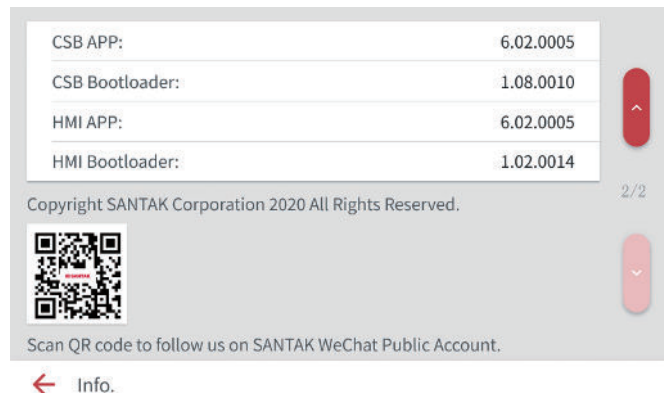 CSB APP: 6.02.0005
CSB Bootloader: 1.08.0010
HMI APP: 6.02.0005
HMI Bootloader: 1.02.0014
2/2
Copyright SANTAK Corporation 2020 All Rights Reserved.
SANTAK
Scan QR code to follow us on SANTAK WeChat Public Account.
Info.